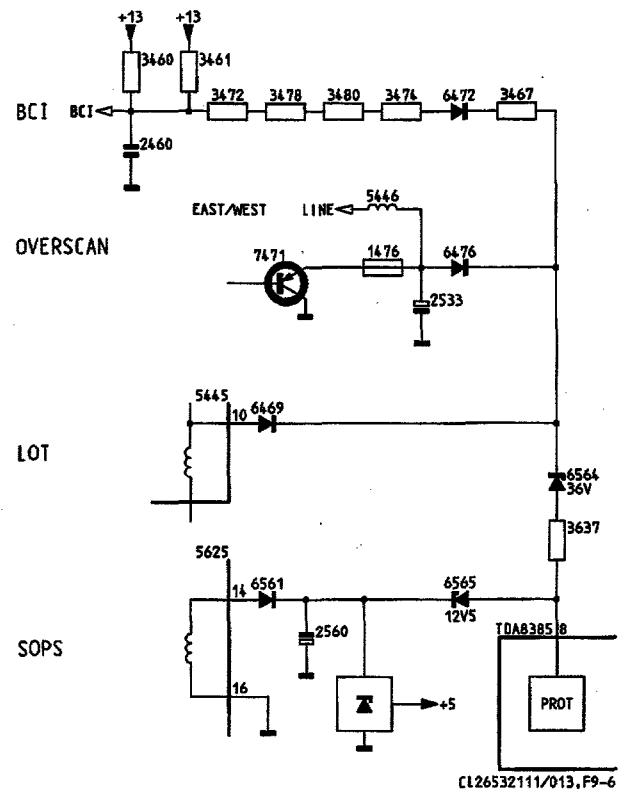 +13 +13
3460 3461
3472 3478 3480 3474 6472 3467
BCI BCI
2460
5446
EAST/WEST LINE
OVERSCAN
7471 1476 6476
2533
5445
10 6469
LOT
6564
36V
3637
5625
14 6561 6565
12V5
2560
TDA8385 8
SOPS
16
+5 PROT
CL26532111/013,F9-6